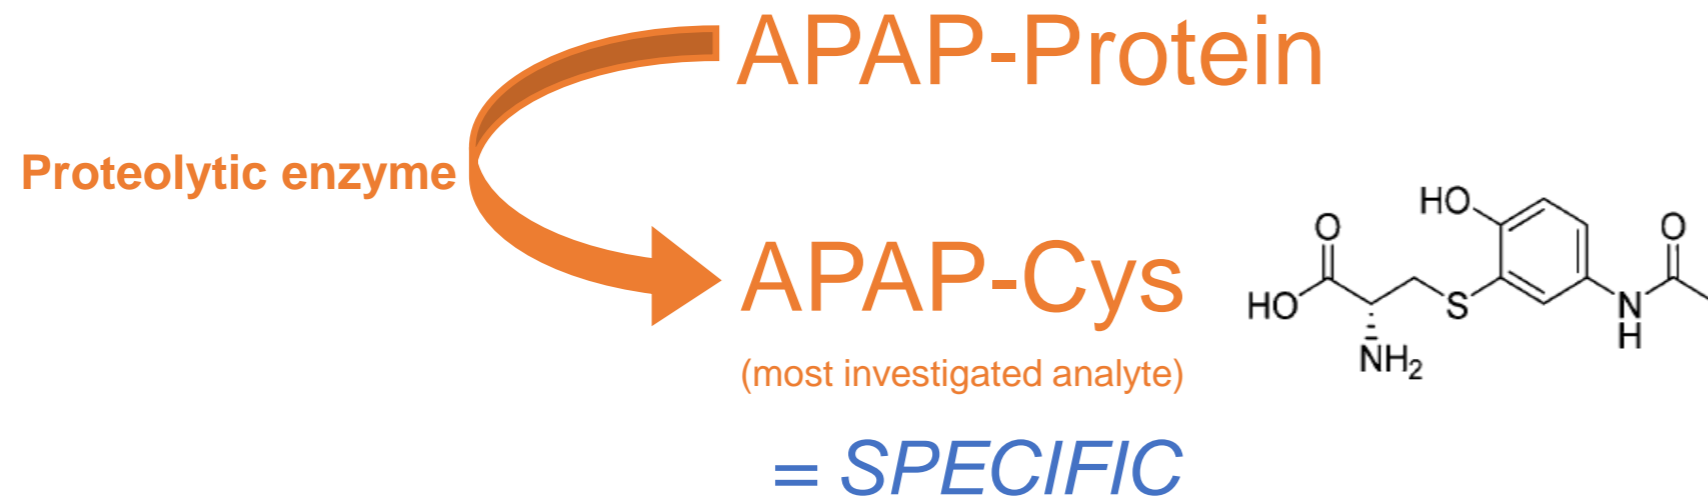 APAP-Protein
Proteolytic enzyme
APAP-Cys
(most investigated analyte)
= SPECIFIC
HO
O
O
HO
S
N
H
NH₂